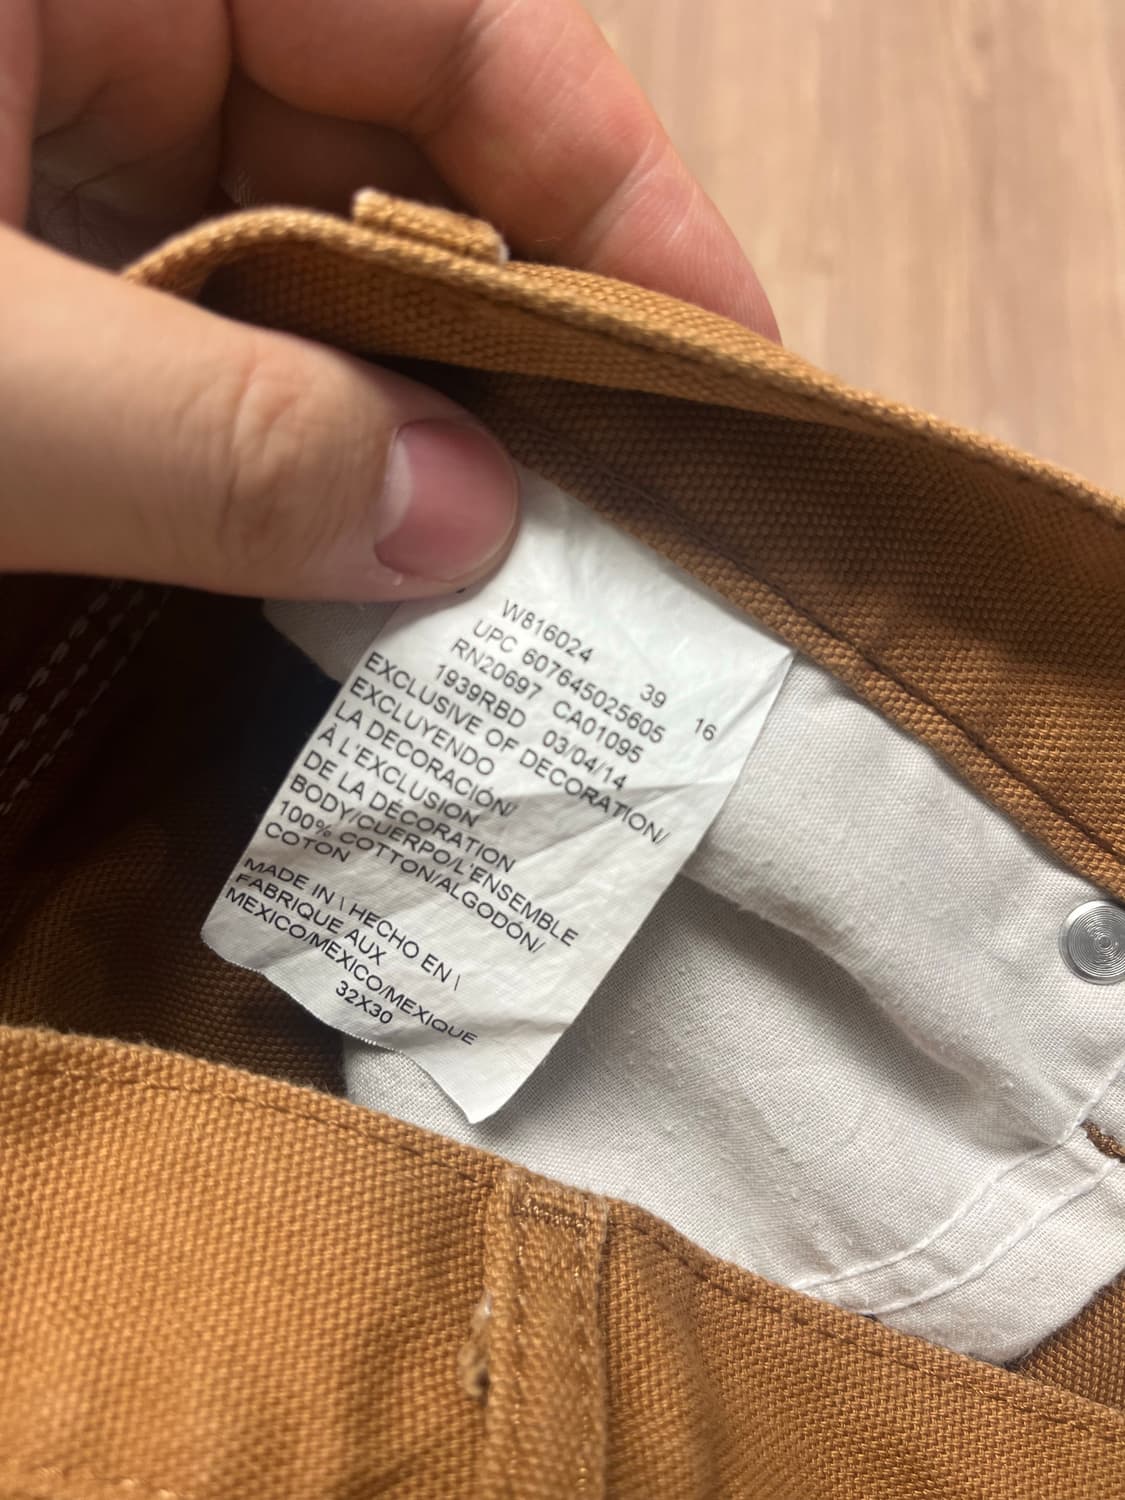 W816024 39
UPC 607645025605 16
RN20697 CA01095
1939RBD 03/04/14
EXCLUSIVE OF DECORATION/
EXCLUYENDO
LA DECORACIÓN/
À L'EXCLUSION
DE LA DÉCORATION
BODY/CUERPO/L'ENSEMBLE
100% COTTON/ALGODÓN/
COTON
MADE IN \ HECHO EN \
FABRIQUE AUX
MEXICO/MEXICO/MEXIQUE
32X30